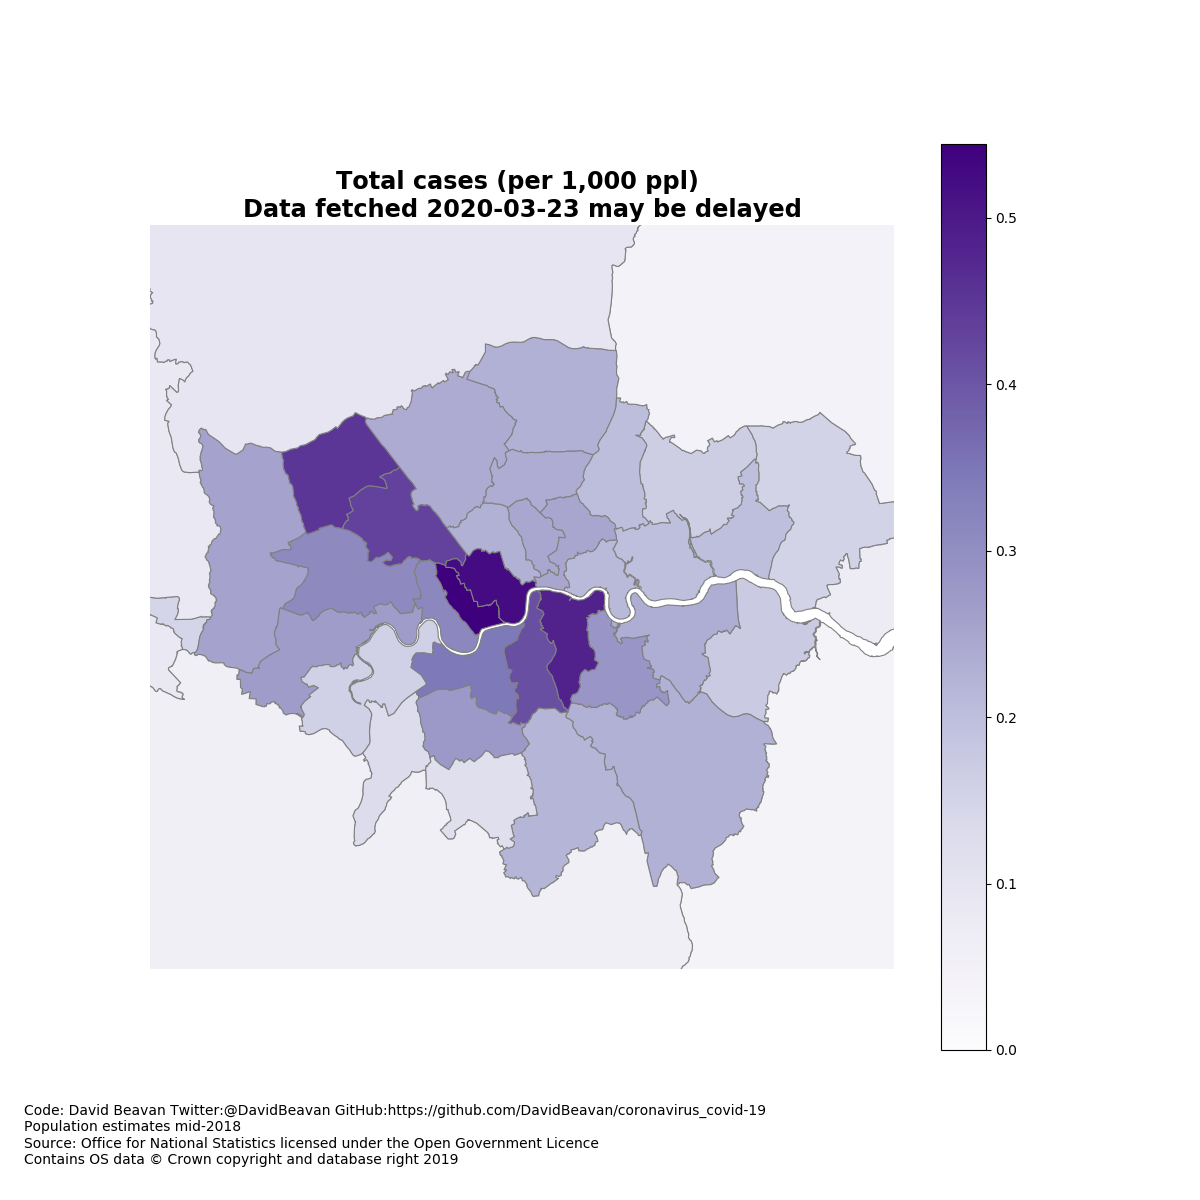 Total cases (per 1,000 ppl)
Data fetched 2020-03-23 may be delayed
0.5
0.4
0.3
0.2
0.1
0.0
Code: David Beavan Twitter:@DavidBeavan GitHub:https://github.com/DavidBeavan/coronavirus_covid-19
Population estimates mid-2018
Source: Office for National Statistics licensed under the Open Government Licence
Contains OS data © Crown copyright and database right 2019